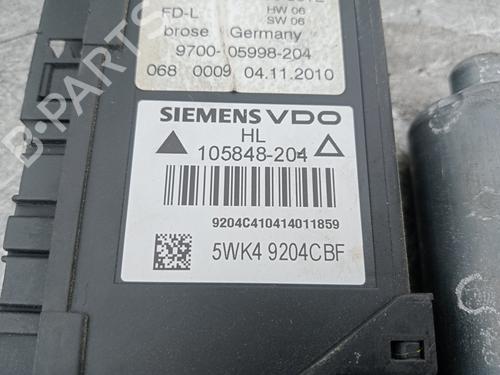 FD-L
HW 06
SW 06
brose Germany
9700- 05998-204
068 0009 04.11.2010
SIEMENS VDO
HL
105848-204
9204C410414011859
5WK4 9204CBF
B-PARTS